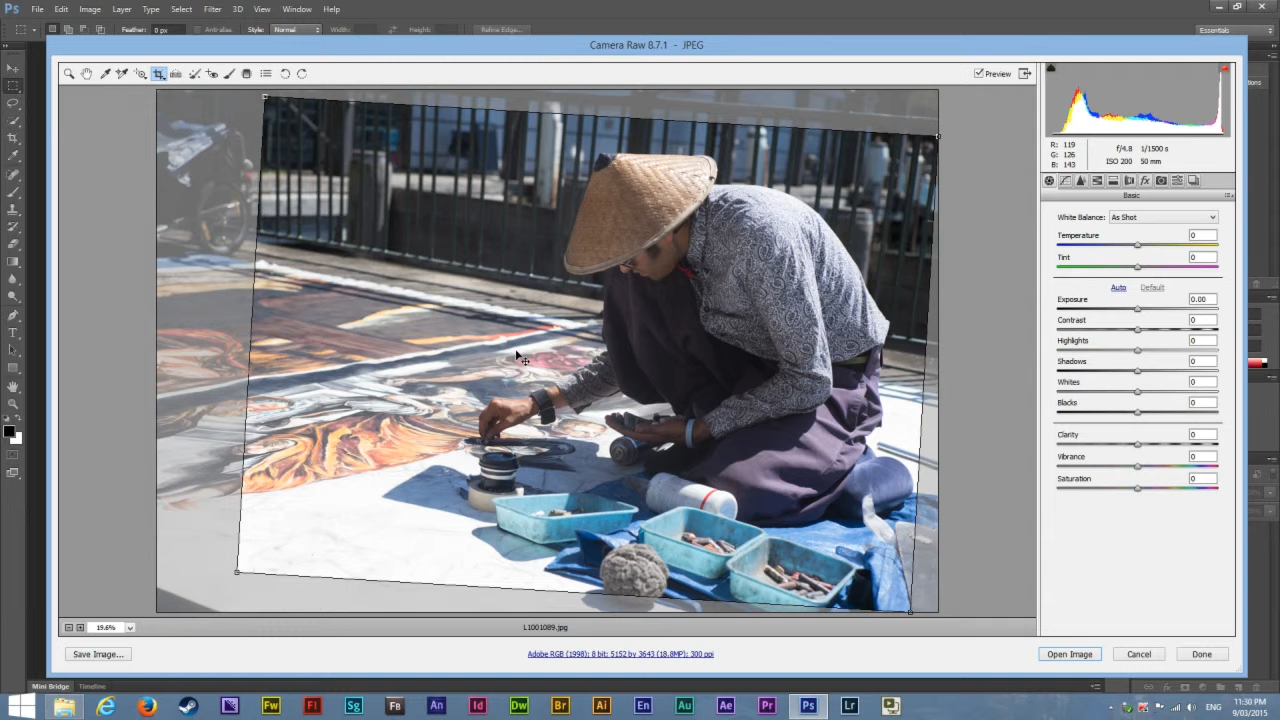 Ps File Edit Image Layer Type Select Filter 3D View Window Help
Feather: 0 px Anti-alias Style: Normal Width: Height: Refine Edge... Essentials
Camera Raw 8.7.1 - JPEG
Preview
R: 119
G: 126
B: 143
f/4.8 1/1500 s
ISO 200 50 mm
Basic
White Balance: As Shot
Temperature 0
Tint 0
Auto Default
Exposure 0.00
Contrast 0
Highlights 0
Shadows 0
Whites 0
Blacks 0
Clarity 0
Vibrance 0
Saturation 0
19.6% L1001089.jpg
Save Image... Adobe RGB (1998); 8 bit; 5152 by 3643 (18.8MP); 300 ppi Open Image Cancel Done
Mini Bridge Timeline
Fw Fl Sg Fb An Id Dw Br Ai En Au Ae Pr Ps Lr
ENG 11:30 PM
9/03/2015